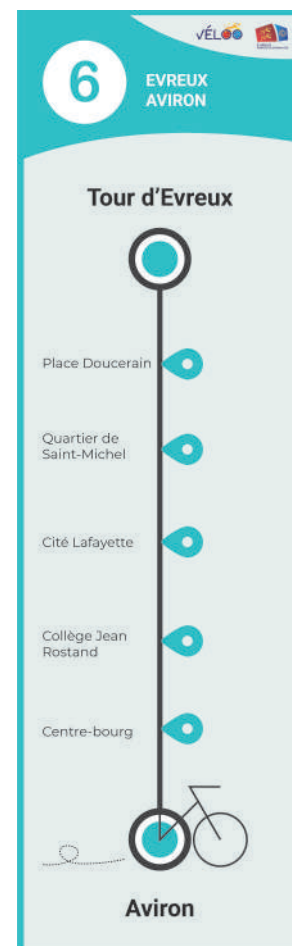 VÉLOO
6
EVREUX
AVIRON
Tour d'Evreux
Place Doucerain
Quartier de
Saint-Michel
Cité Lafayette
Collège Jean
Rostand
Centre-bourg
Aviron